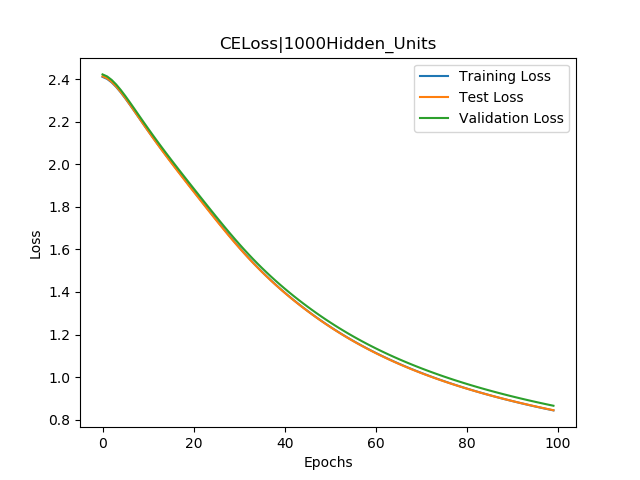 CELoss|1000Hidden_Units
Training Loss
Test Loss
Validation Loss
Loss
2.4
2.2
2.0
1.8
1.6
1.4
1.2
1.0
0.8
0 20 40 60 80 100
Epochs